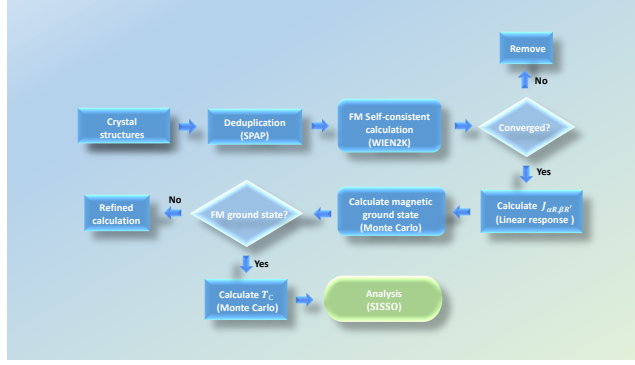 Remove
No
Crystal
structures
Deduplication
(SPAP)
FM Self-consistent
calculation
(WIEN2K)
Converged?
Yes
Calculate J_{αR,βR'}
(Linear response )
Calculate magnetic
ground state
(Monte Carlo)
FM ground state?
No
Refined
calculation
Yes
Calculate T_C
(Monte Carlo)
Analysis
(SISSO)